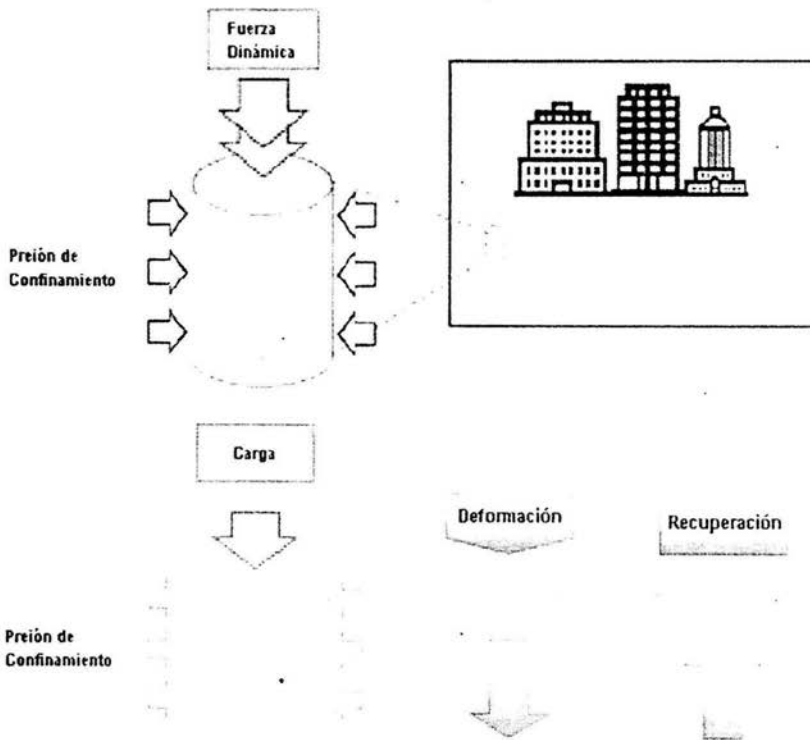 Fuerza
Dinámica
Preión de
Confinamiento
Carga
Deformación
Recuperación
Preión de
Confinamiento